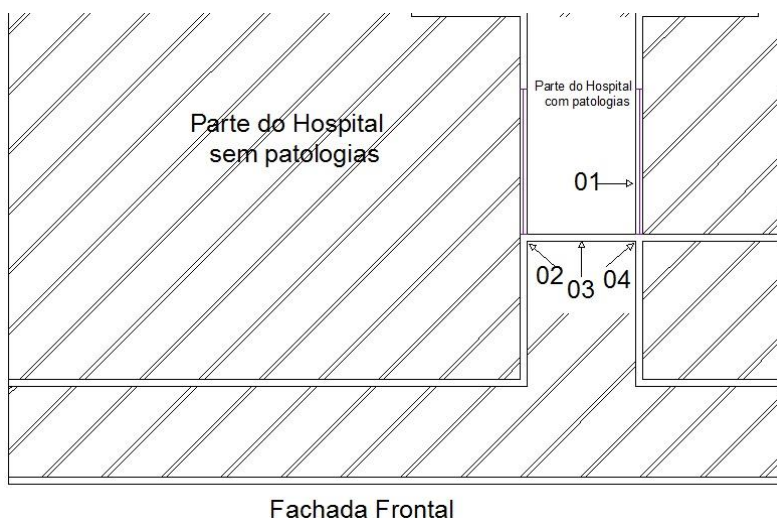 Parte do Hospital
com patologias
Parte do Hospital
sem patologias
01
02
03
04
Fachada Frontal